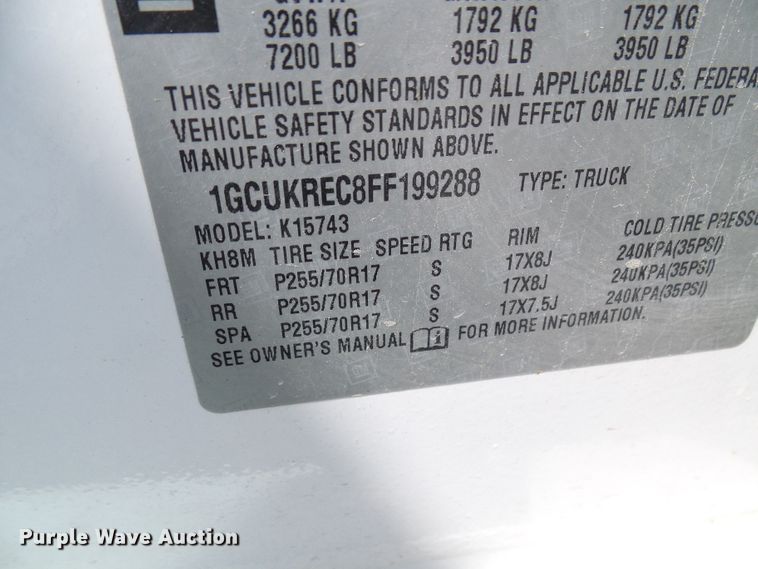 3266 KG 1792 KG 1792 KG
7200 LB 3950 LB 3950 LB
THIS VEHICLE CONFORMS TO ALL APPLICABLE U.S. FEDERA
VEHICLE SAFETY STANDARDS IN EFFECT ON THE DATE OF
MANUFACTURE SHOWN ABOVE.
1GCUKREC8FF199288 TYPE: TRUCK
MODEL: K15743
KH8M TIRE SIZE SPEED RTG RIM COLD TIRE PRESSU
FRT P255/70R17 S 17X8J 240KPA(35PSI)
RR P255/70R17 S 17X8J 240KPA(35PSI)
SPA P255/70R17 S 17X7.5J 240KPA(35PSI)
SEE OWNER'S MANUAL FOR MORE INFORMATION.
Purple Wave Auction